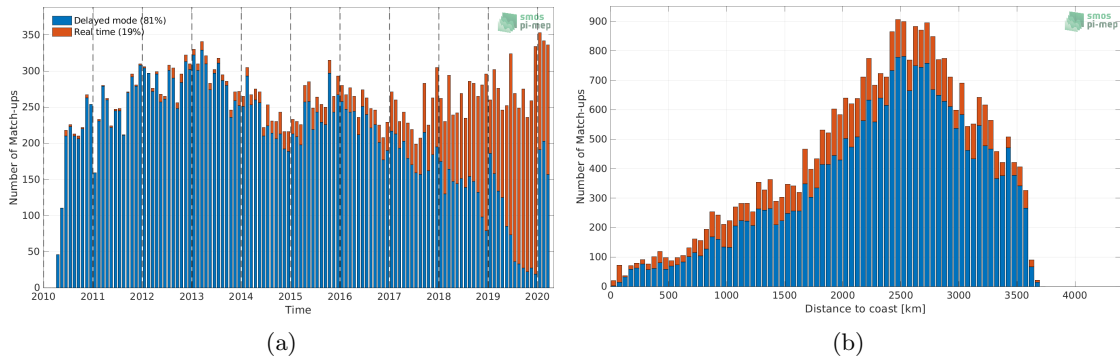 Delayed mode (81%)
Real time (19%)
smos
pi-mep
350
300
250
200
150
100
50
0
Number of Match-ups
2010 2011 2012 2013 2014 2015 2016 2017 2018 2019 2020
Time
(a)
smos
pi-mep
900
800
700
600
500
400
300
200
100
0
Number of Match-ups
0 500 1000 1500 2000 2500 3000 3500 4000
Distance to coast [km]
(b)